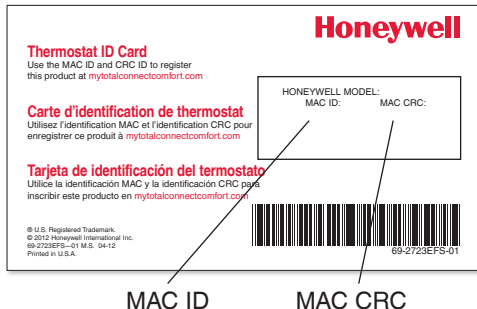 Honeywell
Thermostat ID Card
Use the MAC ID and CRC ID to register
this product at mytotalconnectcomfort.com
HONEYWELL MODEL:
MAC ID: MAC CRC:
Carte d'identification de thermostat
Utilisez l'identification MAC et l'identification CRC pour
enregistrer ce produit à mytotalconnectcomfort.com
Tarjeta de identificación del termostato
Utilice la identificación MAC y la identificación CRC para
inscribir este producto en mytotalconnectcomfort.com
® U.S. Registered Trademark.
© 2012 Honeywell International Inc.
69-2723EFS—01 M.S. 04-12
Printed in U.S.A.
69-2723EFS-01
MAC ID MAC CRC